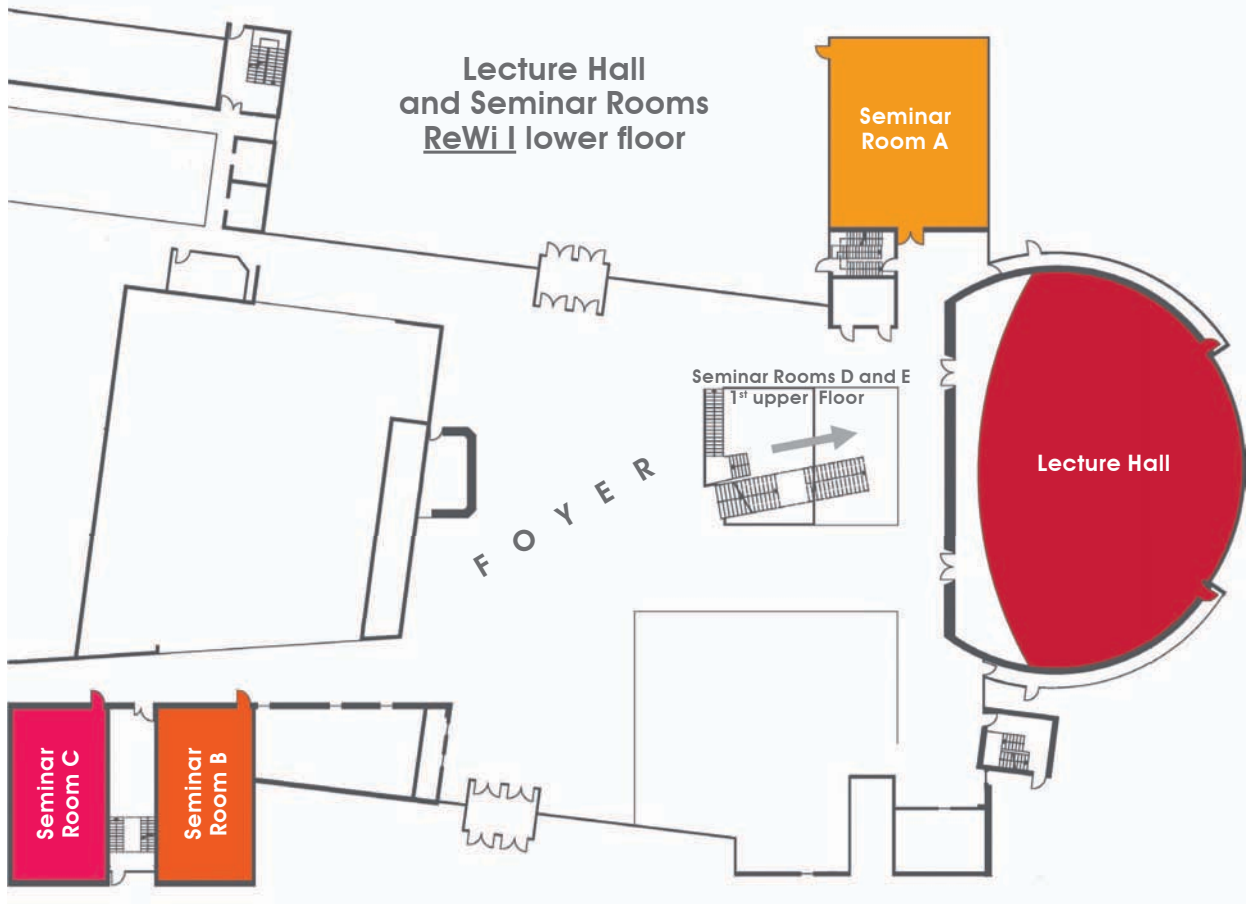 Lecture Hall
and Seminar Rooms
ReWi I lower floor
Seminar
Room A
Seminar Rooms D and E
1st upper Floor
Lecture Hall
FOYER
Seminar
Room C
Seminar
Room B